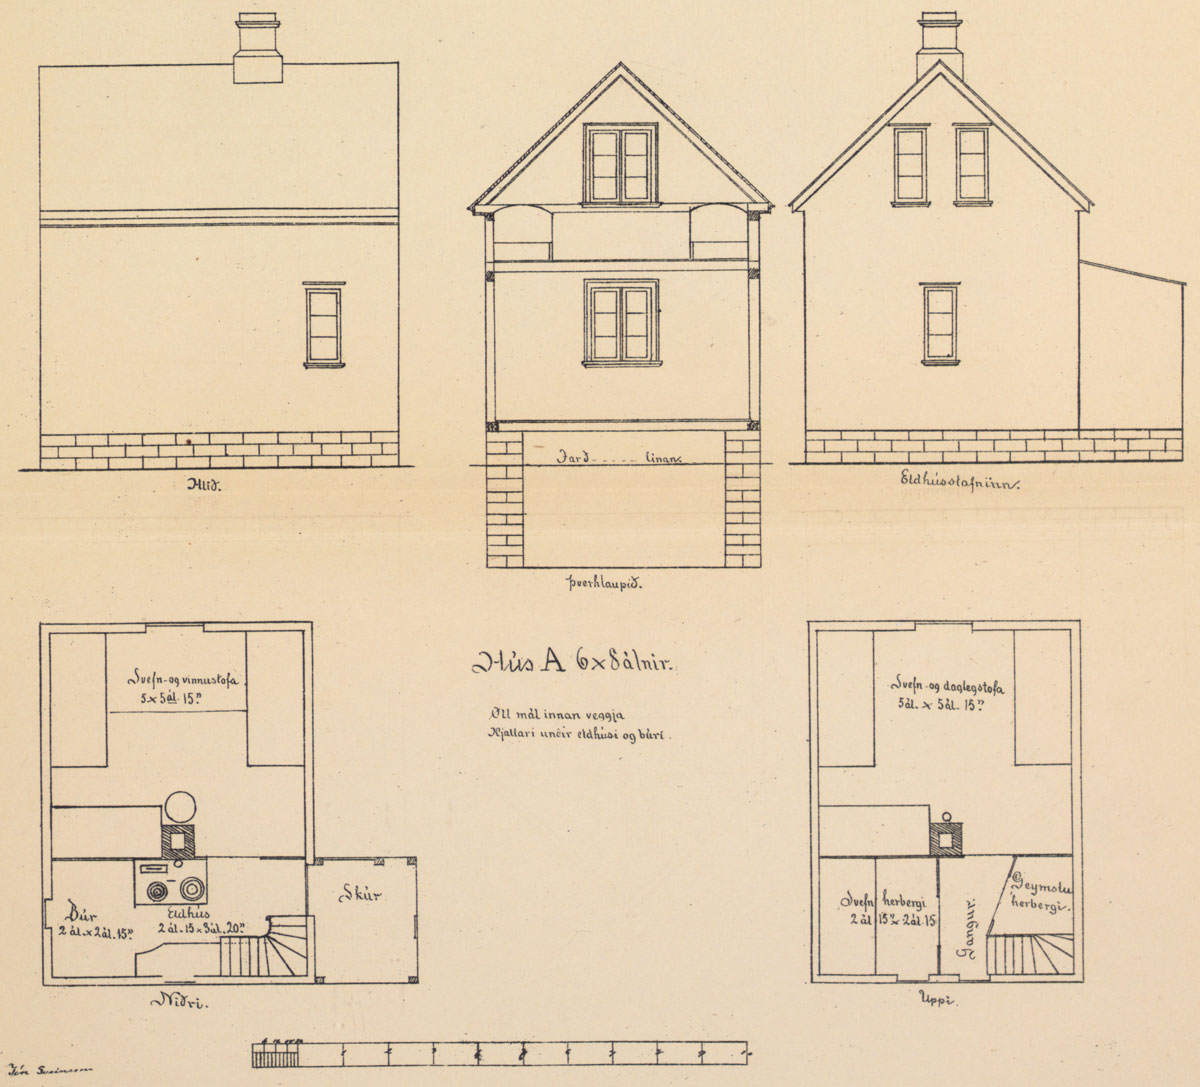 Hlið.
Jarð ..... línan.
Þverhlaupið.
Eldhússtafninn.
Hús A 6x8 álnir.
Öll mál innan veggja
Kjallari undir eldhúsi og búri.
Svefn- og vinnustofa
5 x 5 ál. 15"
Búr
2 ál. x 2 ál. 15"
Eldhús
2 ál. 15 x 3 ál. 20"
Skúr
Niðri.
Svefn- og daglegstofa
5 ál. x 5 ál. 15"
Svefn herbergi
2 ál 15" x 2 ál. 15
Gangur.
Geymslu
herbergi.
Uppi.
Jón Sveinsson